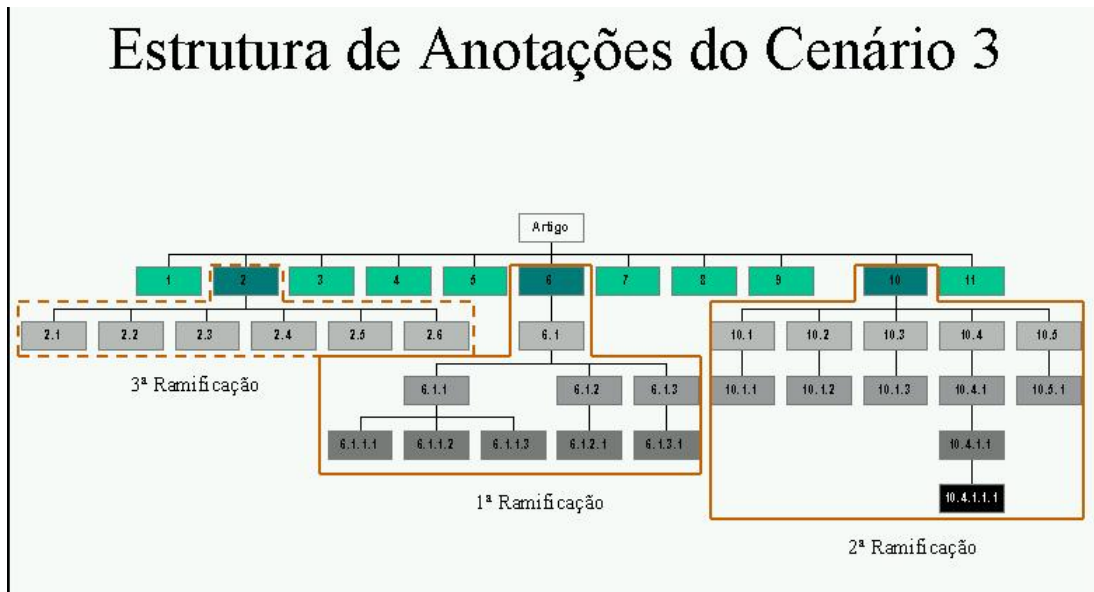 Estrutura de Anotações do Cenário 3
Artigo
1 2 3 4 5 6 7 8 9 10 11
2.1 2.2 2.3 2.4 2.5 2.6 6.1 10.1 10.2 10.3 10.4 10.5
3ª Ramificação
6.1.1 6.1.2 6.1.3 10.1.1 10.1.2 10.1.3 10.4.1 10.5.1
6.1.1.1 6.1.1.2 6.1.1.3 6.1.2.1 6.1.3.1 10.4.1.1
1ª Ramificação
10.4.1.1.1
2ª Ramificação